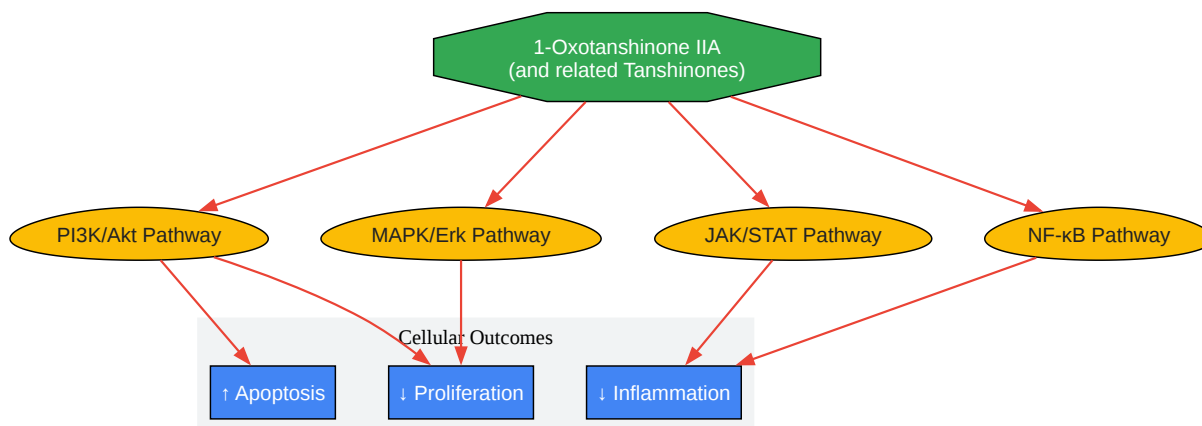 1-Oxotanshinone IIA
(and related Tanshinones)
PI3K/Akt Pathway
MAPK/Erk Pathway
JAK/STAT Pathway
NF-κB Pathway
Cellular Outcomes
↑ Apoptosis
↓ Proliferation
↓ Inflammation